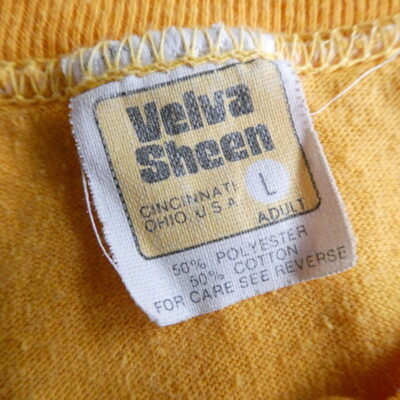 Velva
Sheen
CINCINNATI
OHIO, U.S.A.
L
ADULT
50% POLYESTER
50% COTTON
FOR CARE SEE REVERSE